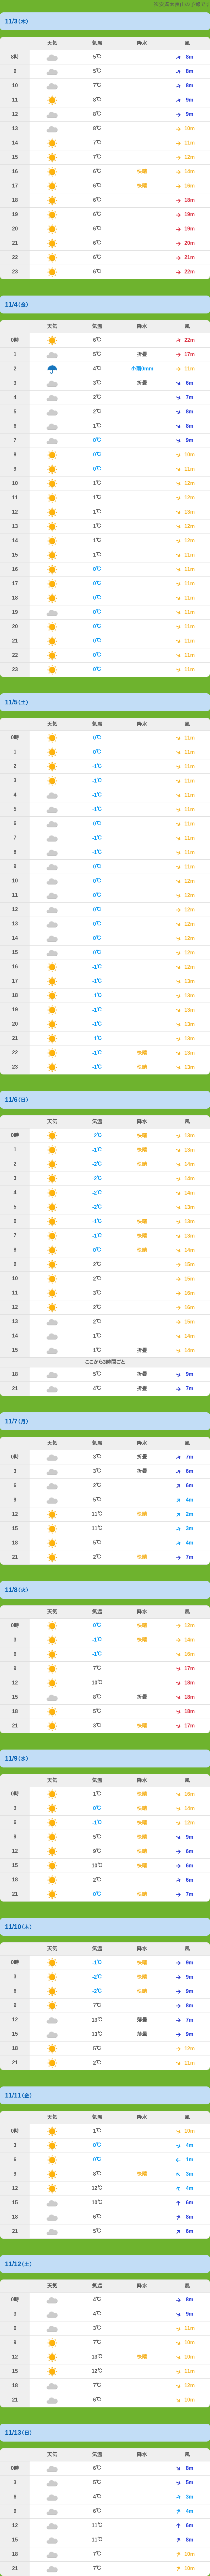 ※安達太良山の予報です
11/3（木）
天気 気温 降水 風
8時 5℃ 8m
9 5℃ 8m
10 7℃ 8m
11 8℃ 9m
12 8℃ 9m
13 8℃ 10m
14 7℃ 11m
15 7℃ 12m
16 6℃ 快晴 14m
17 6℃ 快晴 16m
18 6℃ 18m
19 6℃ 19m
20 6℃ 19m
21 6℃ 20m
22 6℃ 21m
23 6℃ 22m
11/4（金）
天気 気温 降水 風
0時 6℃ 22m
1 5℃ 折曇 17m
2 4℃ 小雨0mm 11m
3 3℃ 折曇 6m
4 2℃ 7m
5 2℃ 8m
6 1℃ 8m
7 0℃ 9m
8 0℃ 10m
9 0℃ 11m
10 1℃ 12m
11 1℃ 12m
12 1℃ 13m
13 1℃ 12m
14 1℃ 12m
15 1℃ 11m
16 0℃ 11m
17 0℃ 11m
18 0℃ 11m
19 0℃ 11m
20 0℃ 11m
21 0℃ 11m
22 0℃ 11m
23 0℃ 11m
11/5（土）
天気 気温 降水 風
0時 0℃ 11m
1 0℃ 11m
2 -1℃ 11m
3 -1℃ 11m
4 -1℃ 11m
5 -1℃ 11m
6 0℃ 11m
7 -1℃ 11m
8 -1℃ 11m
9 0℃ 11m
10 0℃ 12m
11 0℃ 12m
12 0℃ 12m
13 0℃ 12m
14 0℃ 12m
15 0℃ 12m
16 -1℃ 12m
17 -1℃ 13m
18 -1℃ 13m
19 -1℃ 13m
20 -1℃ 13m
21 -1℃ 13m
22 -1℃ 快晴 13m
23 -1℃ 快晴 13m
11/6（日）
天気 気温 降水 風
0時 -2℃ 快晴 13m
1 -1℃ 快晴 14m
2 -2℃ 快晴 14m
3 -2℃ 14m
4 -2℃ 14m
5 -2℃ 13m
6 -1℃ 快晴 13m
7 -1℃ 快晴 13m
8 0℃ 快晴 14m
9 2℃ 15m
10 2℃ 15m
11 3℃ 16m
12 2℃ 16m
13 2℃ 15m
14 1℃ 14m
15 1℃ 折曇 14m
ここから3時間ごと
18 5℃ 折曇 9m
21 4℃ 折曇 7m
11/7（月）
天気 気温 降水 風
0時 3℃ 折曇 7m
3 3℃ 折曇 6m
6 2℃ 6m
9 5℃ 4m
12 11℃ 快晴 2m
15 11℃ 3m
18 5℃ 4m
21 2℃ 快晴 7m
11/8（火）
天気 気温 降水 風
0時 0℃ 快晴 12m
3 -1℃ 快晴 14m
6 -1℃ 快晴 16m
9 7℃ 17m
12 10℃ 18m
15 8℃ 折曇 18m
18 5℃ 18m
21 3℃ 快晴 17m
11/9（水）
天気 気温 降水 風
0時 1℃ 快晴 16m
3 0℃ 快晴 14m
6 -1℃ 快晴 12m
9 5℃ 快晴 9m
12 9℃ 快晴 6m
15 10℃ 快晴 6m
18 2℃ 6m
21 0℃ 快晴 7m
11/10（木）
天気 気温 降水 風
0時 -1℃ 快晴 9m
3 -2℃ 快晴 9m
6 -2℃ 快晴 9m
9 7℃ 8m
12 13℃ 薄曇 7m
15 13℃ 薄曇 9m
18 5℃ 12m
21 2℃ 11m
11/11（金）
天気 気温 降水 風
0時 1℃ 10m
3 0℃ 4m
6 0℃ 1m
9 8℃ 快晴 3m
12 12℃ 4m
15 10℃ 6m
18 6℃ 8m
21 5℃ 6m
11/12（土）
天気 気温 降水 風
0時 4℃ 8m
3 4℃ 9m
6 3℃ 11m
9 7℃ 10m
12 13℃ 快晴 10m
15 12℃ 11m
18 7℃ 12m
21 6℃ 10m
11/13（日）
天気 気温 降水 風
0時 6℃ 8m
3 5℃ 5m
6 4℃ 3m
9 6℃ 4m
12 11℃ 6m
15 11℃ 8m
18 7℃ 10m
21 7℃ 10m